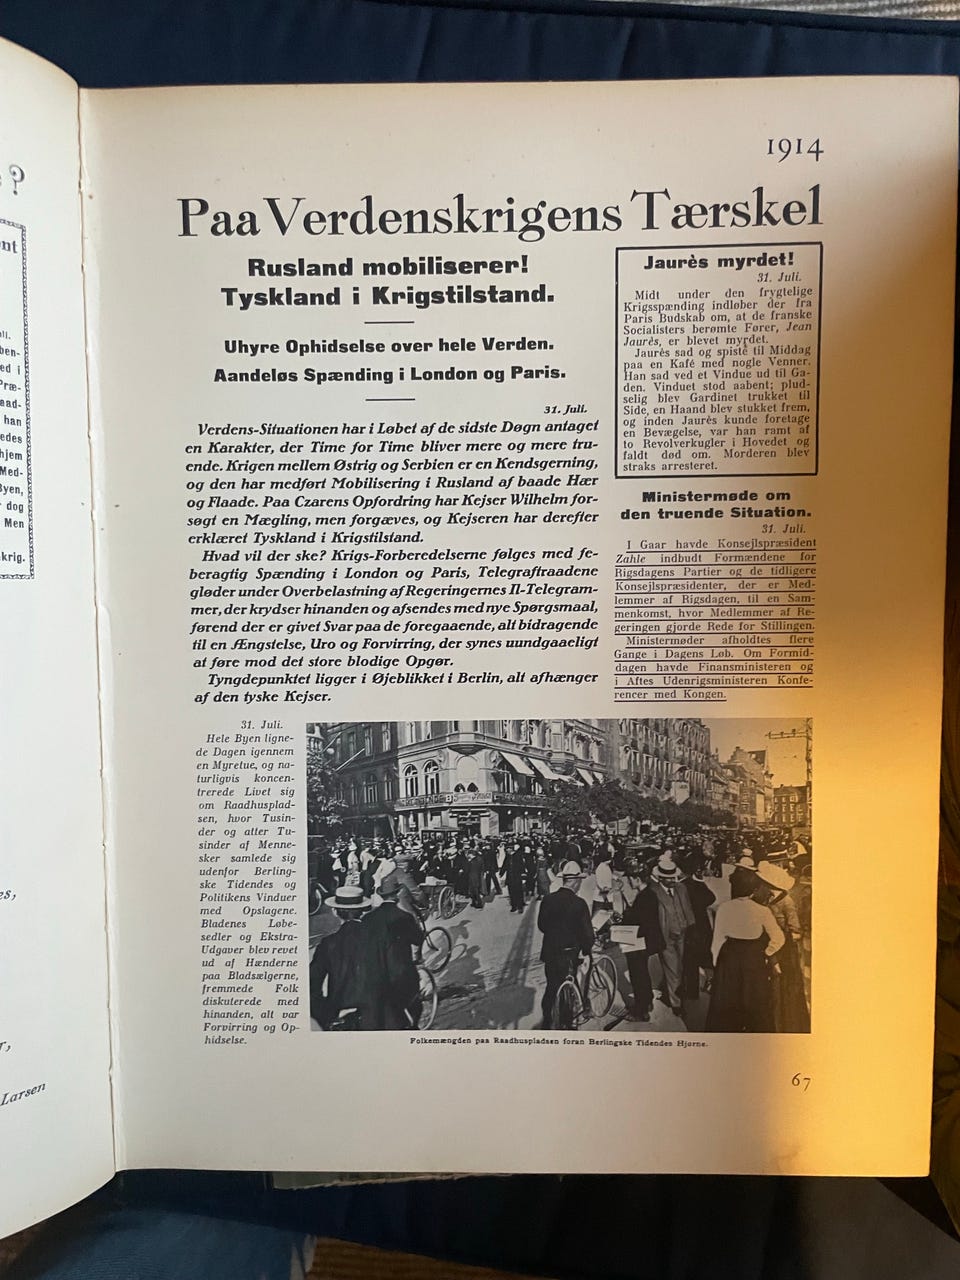 ?
nt
ed i
Præ-
han
edes
hjem
Med-
Byen,
dog
Men
krig.
es,
r,
Larsen
1914
Paa Verdenskrigens Tærskel
Rusland mobiliserer!
Tyskland i Krigstilstand.
Uhyre Ophidselse over hele Verden.
Aandeløs Spænding i London og Paris.
31. Juli.
Verdens-Situationen har i Løbet af de sidste Døgn antaget
en Karakter, der Time for Time bliver mere og mere tru-
ende. Krigen mellem Østrig og Serbien er en Kendsgerning,
og den har medført Mobilisering i Rusland af baade Hær
og Flaade. Paa Czarens Opfordring har Kejser Wilhelm for-
søgt en Mægling, men forgæves, og Kejseren har derefter
erklæret Tyskland i Krigstilstand.
Hvad vil der ske? Krigs-Forberedelserne følges med fe-
beragtig Spænding i London og Paris, Telegraftraadene
gløder under Overbelastning af Regeringernes Il-Telegram-
mer, der krydser hinanden og afsendes med nye Spørgsmaal,
førend der er givet Svar paa de foregaaende, alt bidragende
til en Ængstelse, Uro og Forvirring, der synes uundgaaeligt
at føre mod det store blodige Opgør.
Tyngdepunktet ligger i Øjeblikket i Berlin, alt afhænger
af den tyske Kejser.
Jaurès myrdet!
31. Juli.
Midt under den frygtelige
Krigsspænding indløber der fra
Paris Budskab om, at de franske
Socialisters berømte Fører, Jean
Jaurès, er blevet myrdet.
Jaurès sad og spiste til Middag
paa en Kafé med nogle Venner.
Han sad ved et Vindue ud til Ga-
den. Vinduet stod aabent; plud-
selig blev Gardinet trukket til
Side, en Haand blev stukket frem,
og inden Jaurès kunde foretage
en Bevægelse, var han ramt af
to Revolverkugler i Hovedet og
faldt død om. Morderen blev
straks arresteret.
Ministermøde om
den truende Situation.
31. Juli.
I Gaar havde Konsejlspræsident
Zahle indbudt Formændene for
Rigsdagens Partier og de tidligere
Konsejlspræsidenter, der er Med-
lemmer af Rigsdagen, til en Sam-
menkomst, hvor Medlemmer af Re-
geringen gjorde Rede for Stillingen.
Ministermøder afholdtes flere
Gange i Dagens Løb. Om Formid-
dagen havde Finansministeren og
i Aftes Udenrigsministeren Konfe-
rencer med Kongen.
31. Juli.
Hele Byen ligne-
de Dagen igennem
en Myretue, og na-
turligvis koncen-
trerede Livet sig
om Raadhusplad-
sen, hvor Tusin-
der og atter Tu-
sinder af Menne-
sker samlede sig
udenfor Berling-
ske Tidendes og
Politikens Vinduer
med Opslagene.
Bladenes Løbe-
sedler og Ekstra-
Udgaver blev revet
ud af Hænderne
paa Bladsælgerne,
fremmede Folk
diskuterede med
hinanden, alt var
Forvirring og Op-
hidselse.
Folkemængden paa Raadhuspladsen foran Berlingske Tidendes Hjørne.
67